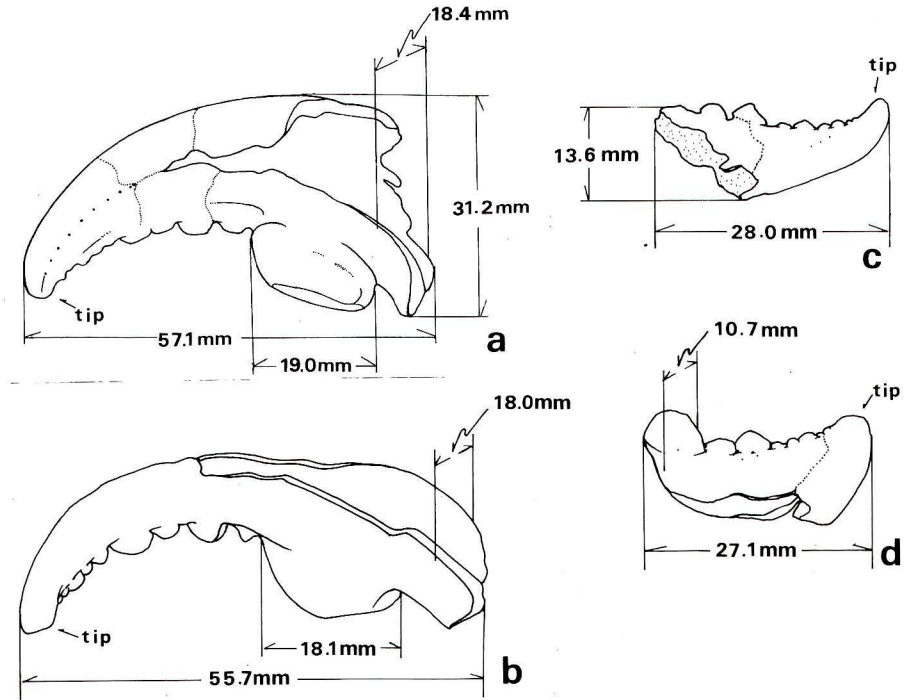 18.4mm
31.2mm
tip
57.1mm
19.0mm
a
18.0mm
tip
18.1mm
55.7mm
b
tip
13.6 mm
28.0 mm
c
10.7mm
tip
27.1mm
d